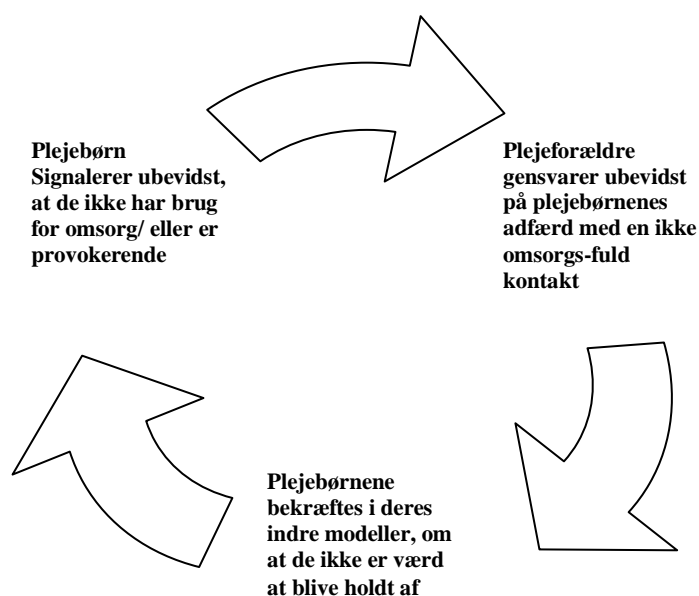 Plejebørn
Signalerer ubevidst,
at de ikke har brug
for omsorg/ eller er
provokerende
Plejeforældre
gensvarer ubevidst
på plejebørnenes
adfærd med en ikke
omsorgs-fuld
kontakt
Plejebørnene
bekræftes i deres
indre modeller, om
at de ikke er værd
at blive holdt af